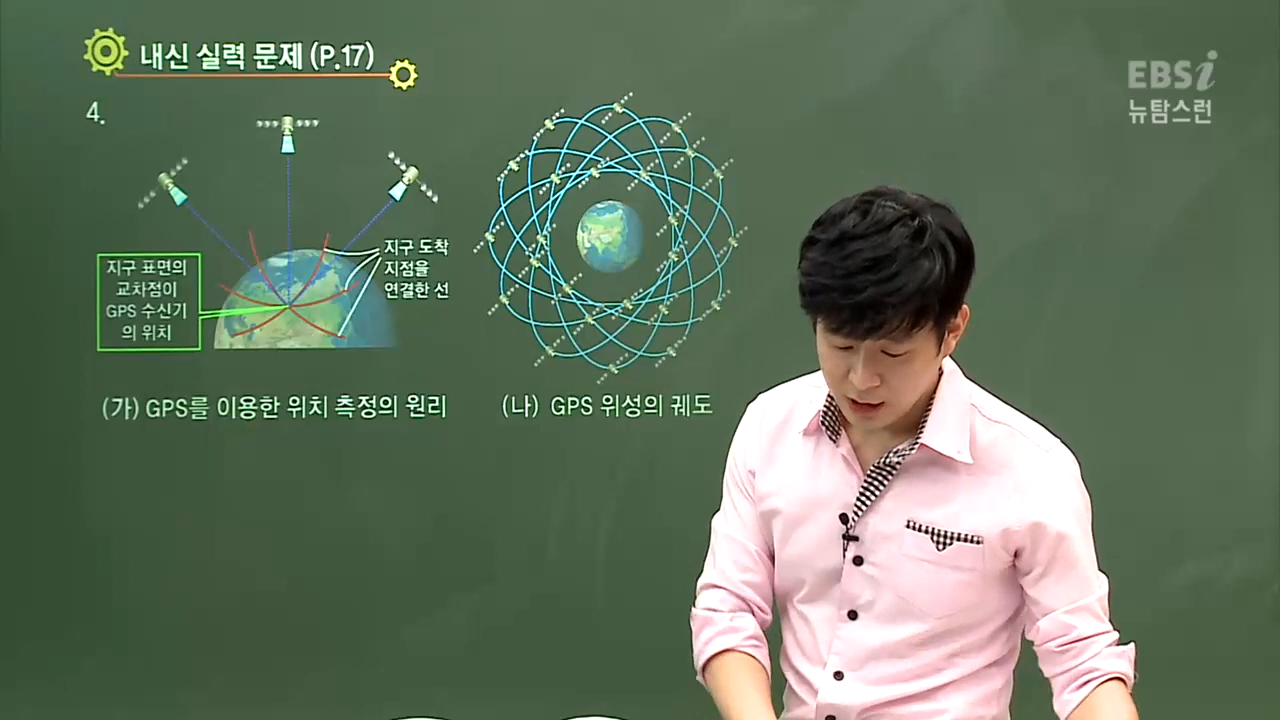 내신 실력 문제 (P.17)
EBSi
뉴탐스런
4.
지구 도착
지점을
연결한 선
지구 표면의
교차점이
GPS 수신기
의 위치
(가) GPS를 이용한 위치 측정의 원리
(나) GPS 위성의 궤도